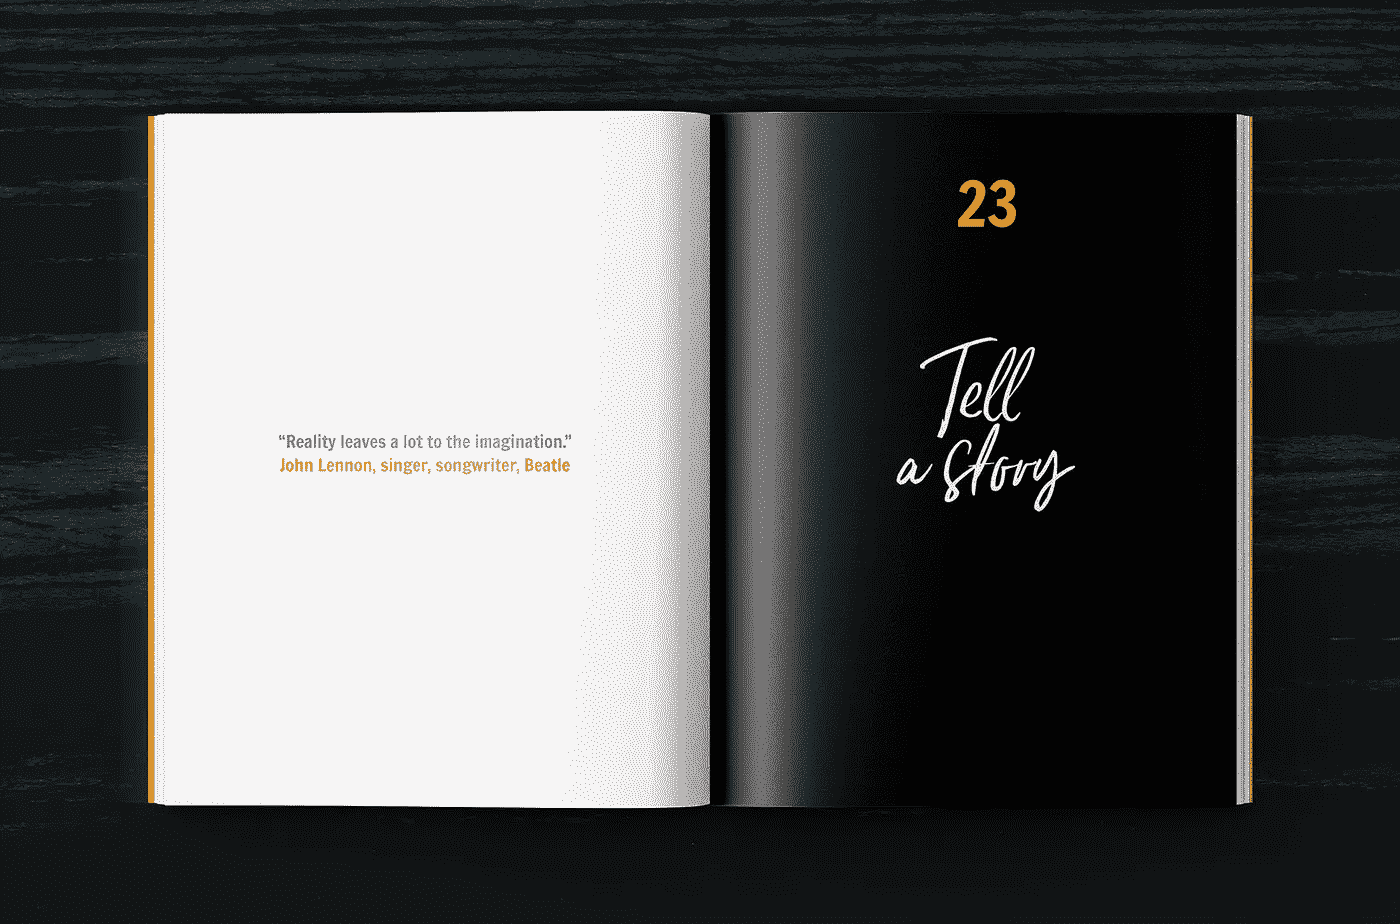 “Reality leaves a lot to the imagination.”
John Lennon, singer, songwriter, Beatle
23
Tell
a story